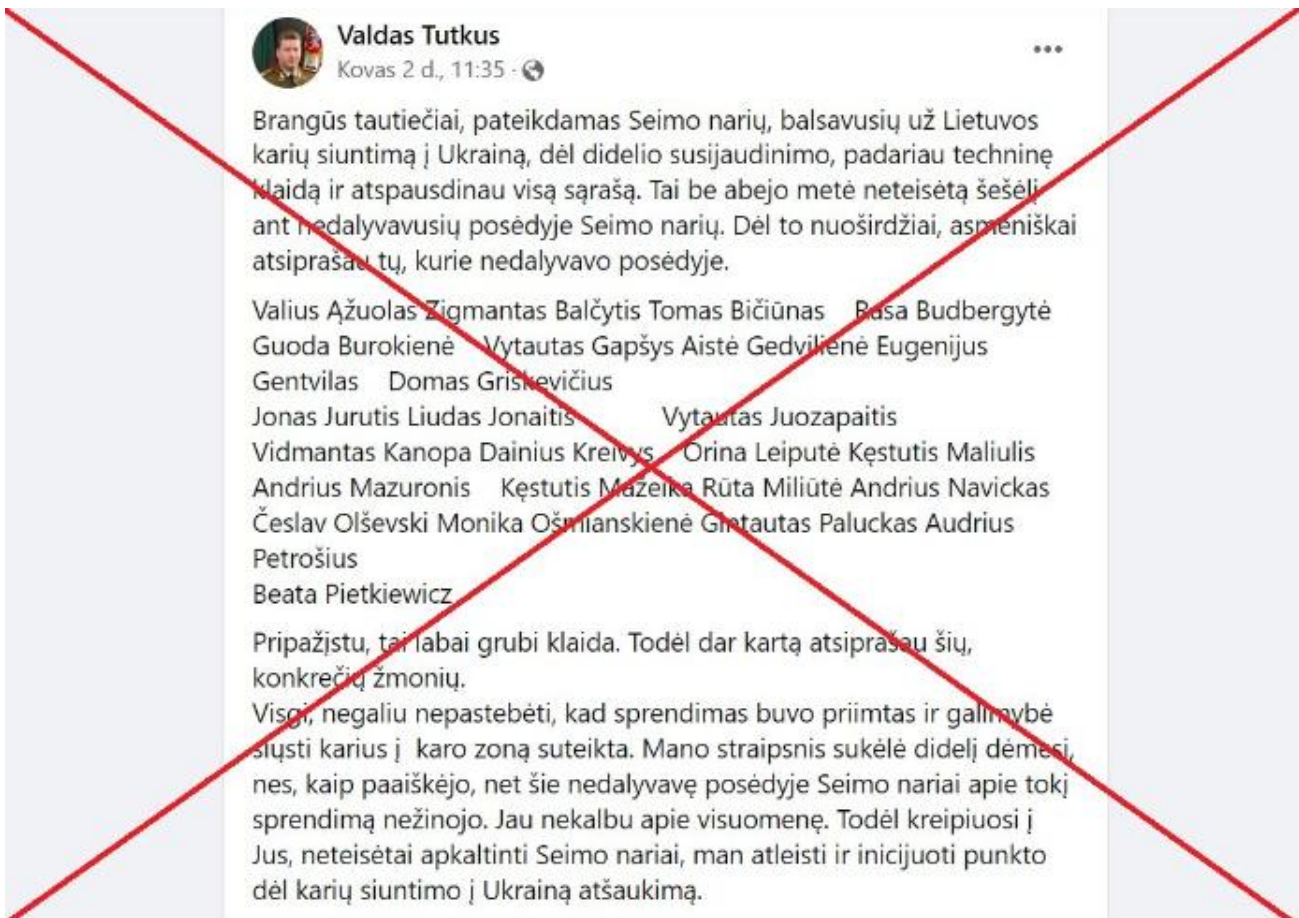 Valdas Tutkus
Kovas 2 d., 11:35 ·
Brangūs tautiečiai, pateikdamas Seimo narių, balsavusių už Lietuvos
karių siuntimą į Ukrainą, dėl didelio susijaudinimo, padariau techninę
klaidą ir atspausdinau visą sąrašą. Tai be abejo metė neteisėtą šešėlį
ant nedalyvavusių posėdyje Seimo narių. Dėl to nuoširdžiai, asmeniškai
atsiprašau tų, kurie nedalyvavo posėdyje.
Valius Ąžuolas Zigmantas Balčytis Tomas Bičiūnas Rasa Budbergytė
Guoda Burokienė Vytautas Gapšys Aistė Gedvilienė Eugenijus
Gentvilas Domas Griškevičius
Jonas Jurutis Liudas Jonaitis Vytautas Juozapaitis
Vidmantas Kanopa Dainius Kreivys Orina Leiputė Kęstutis Maliulis
Andrius Mazuronis Kęstutis Mažeika Rūta Miliūtė Andrius Navickas
Česlav Olševski Monika Ošmianskienė Gintautas Paluckas Audrius
Petrošius
Beata Pietkiewicz
Pripažįstu, tai labai grubi klaida. Todėl dar kartą atsiprašau šių,
konkrečių žmonių.
Visgi, negaliu nepastebėti, kad sprendimas buvo priimtas ir galimybė
siųsti karius į karo zoną suteikta. Mano straipsnis sukėlė didelį dėmesį,
nes, kaip paaiškėjo, net šie nedalyvavę posėdyje Seimo nariai apie tokį
sprendimą nežinojo. Jau nekalbu apie visuomenę. Todėl kreipiuosi į
Jus, neteisėtai apkaltinti Seimo nariai, man atleisti ir inicijuoti punkto
dėl karių siuntimo į Ukrainą atšaukimą.